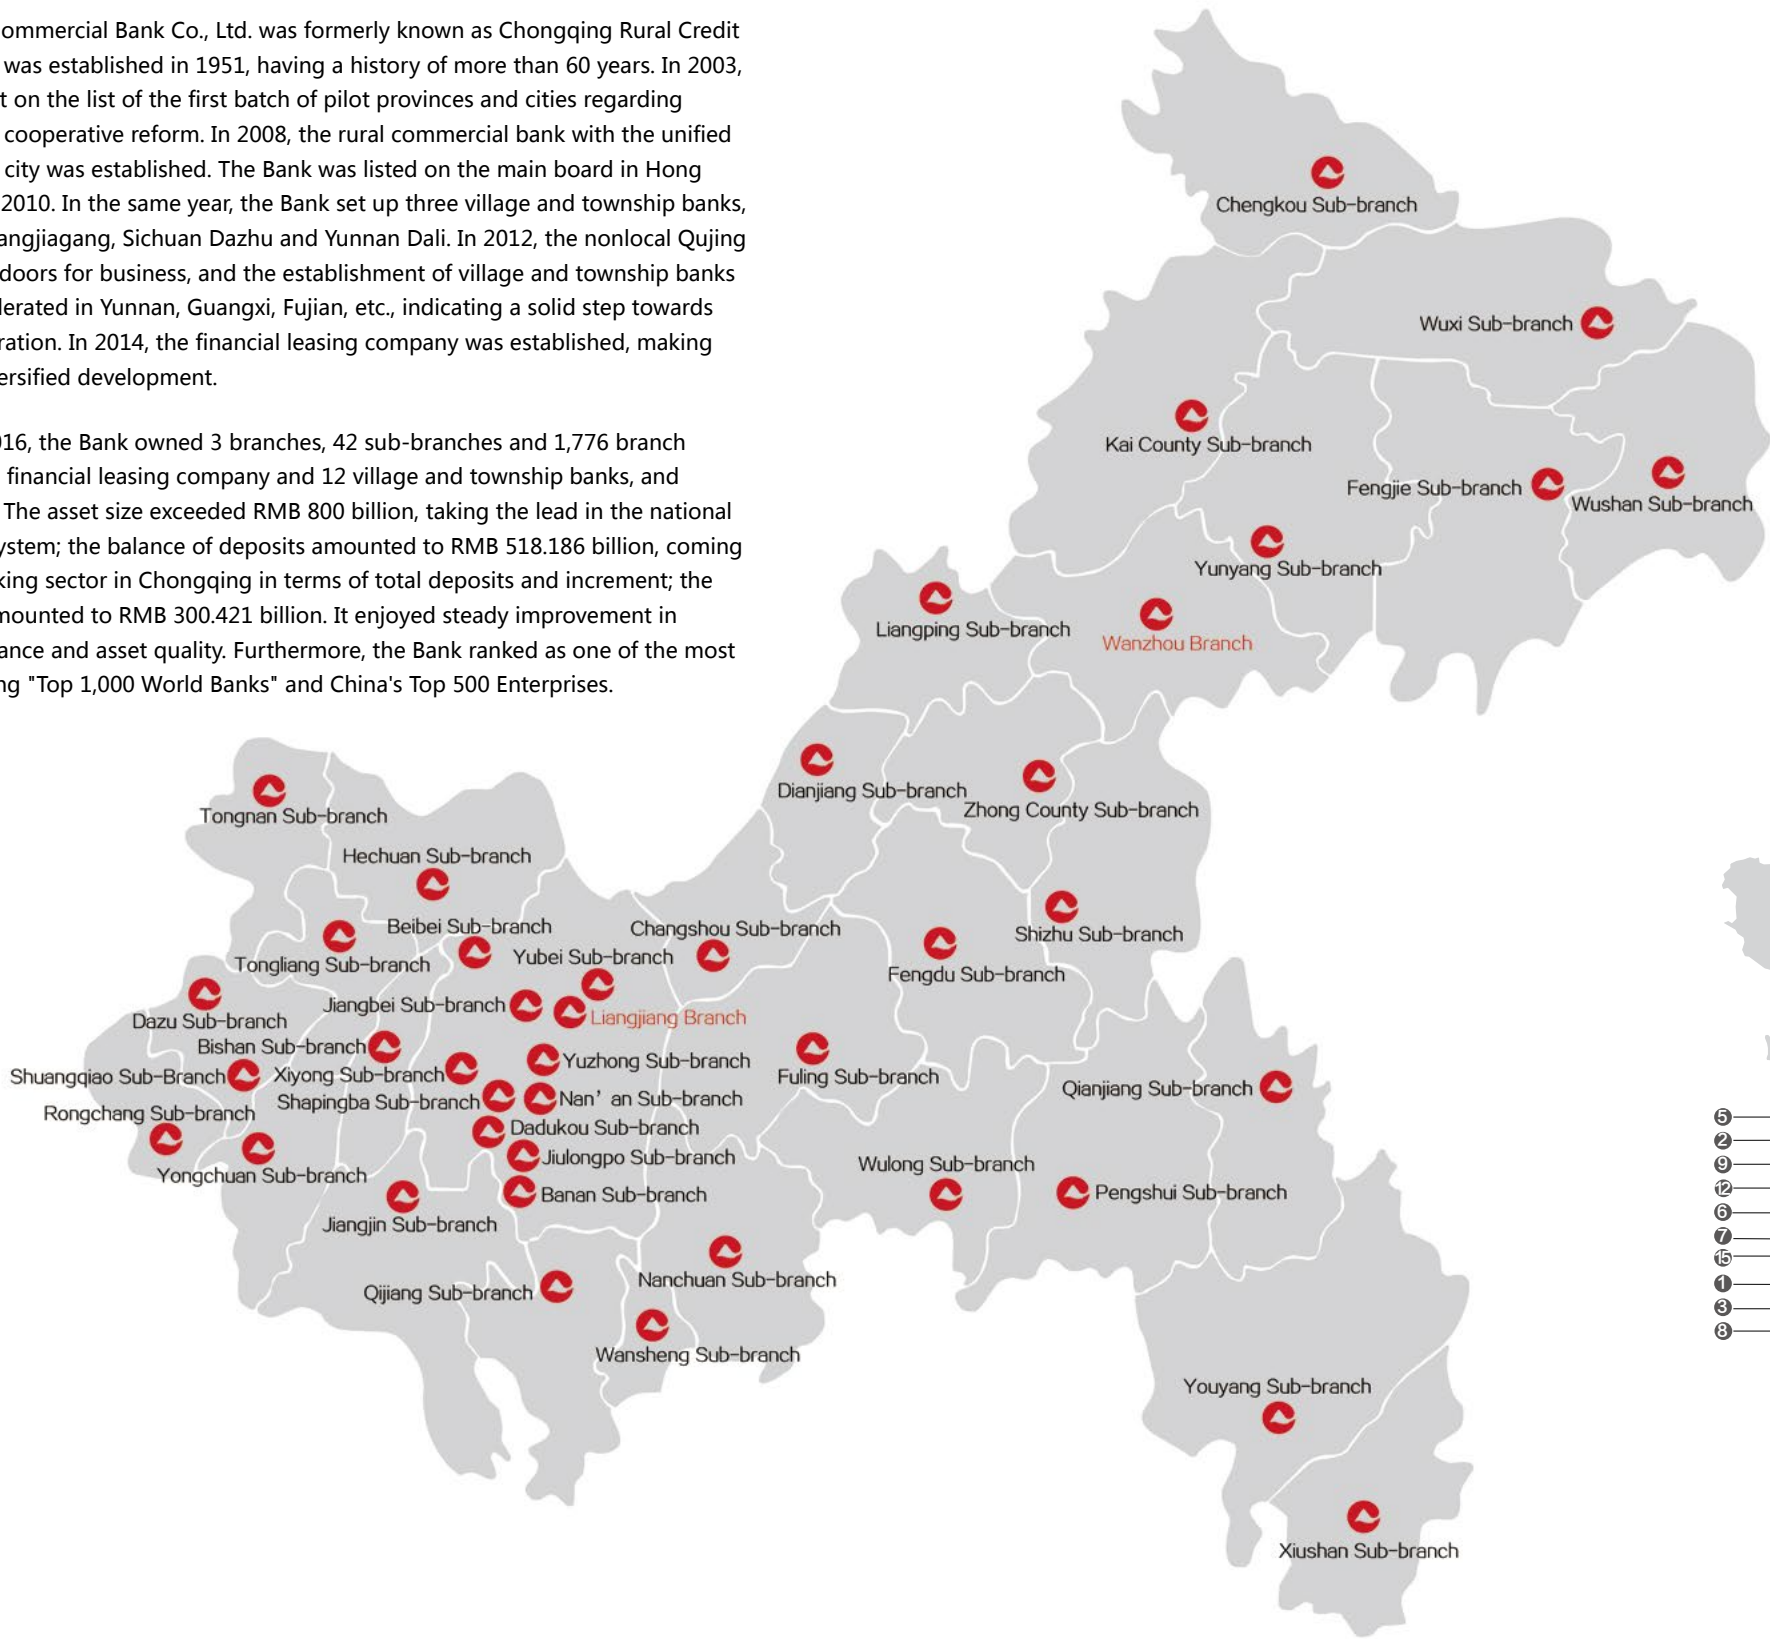 ommercial Bank Co., Ltd. was formerly known as Chongqing Rural Credit
was established in 1951, having a history of more than 60 years. In 2003,
t on the list of the first batch of pilot provinces and cities regarding
cooperative reform. In 2008, the rural commercial bank with the unified
city was established. The Bank was listed on the main board in Hong
2010. In the same year, the Bank set up three village and township banks,
angjiagang, Sichuan Dazhu and Yunnan Dali. In 2012, the nonlocal Qujing
doors for business, and the establishment of village and township banks
lerated in Yunnan, Guangxi, Fujian, etc., indicating a solid step towards
ration. In 2014, the financial leasing company was established, making
ersified development.
016, the Bank owned 3 branches, 42 sub-branches and 1,776 branch
financial leasing company and 12 village and township banks, and
The asset size exceeded RMB 800 billion, taking the lead in the national
ystem; the balance of deposits amounted to RMB 518.186 billion, coming
king sector in Chongqing in terms of total deposits and increment; the
mounted to RMB 300.421 billion. It enjoyed steady improvement in
ance and asset quality. Furthermore, the Bank ranked as one of the most
ng "Top 1,000 World Banks" and China's Top 500 Enterprises.
Chengkou Sub-branch
Wuxi Sub-branch
Kai County Sub-branch
Fengjie Sub-branch
Wushan Sub-branch
Yunyang Sub-branch
Liangping Sub-branch
Wanzhou Branch
Dianjiang Sub-branch
Zhong County Sub-branch
Tongnan Sub-branch
Hechuan Sub-branch
Beibei Sub-branch
Changshou Sub-branch
Shizhu Sub-branch
Yubei Sub-branch
Tongliang Sub-branch
Fengdu Sub-branch
Jiangbei Sub-branch
Liangjiang Branch
Dazu Sub-branch
Bishan Sub-branch
Yuzhong Sub-branch
Shuangqiao Sub-Branch
Xiyong Sub-branch
Fuling Sub-branch
Qianjiang Sub-branch
Shapingba Sub-branch
Nan’ an Sub-branch
Rongchang Sub-branch
Dadukou Sub-branch
Jiulongpo Sub-branch
Wulong Sub-branch
Yongchuan Sub-branch
Banan Sub-branch
Pengshui Sub-branch
Jiangjin Sub-branch
Nanchuan Sub-branch
Qijiang Sub-branch
Wansheng Sub-branch
Youyang Sub-branch
Xiushan Sub-branch
5
2
9
12
6
7
15
1
3
8